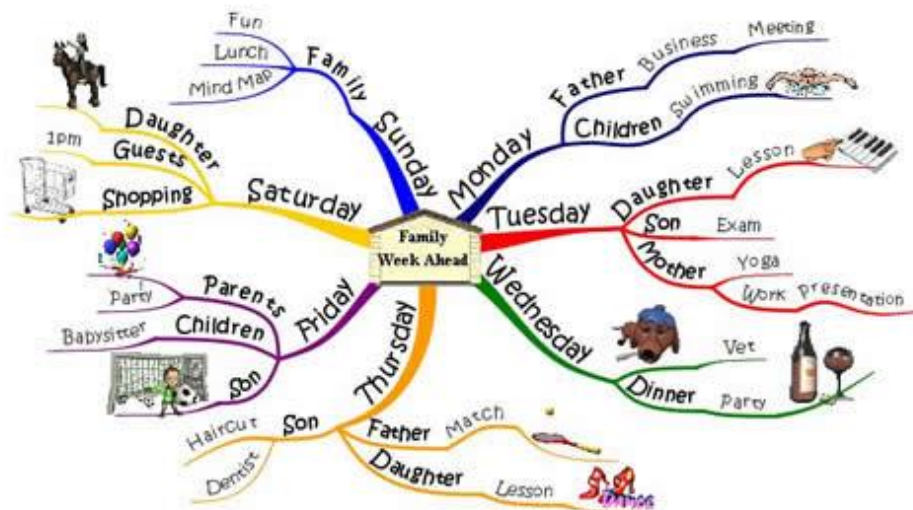 Family
Week Ahead
Monday
Father
Business
Meeting
Children
Swimming
Tuesday
Daughter
Lesson
Son
Exam
Mother
Yoga
Work Presentation
Wednesday
Vet
Dinner
Party
Thursday
Father
Match
Daughter
Lesson
Dance
Son
Haircut
Dentist
Friday
Parents
Party
Children
Babysitter
Son
Saturday
Daughter
Guests
1pm
Shopping
Sunday
Family
Fun
Lunch
Mind Map